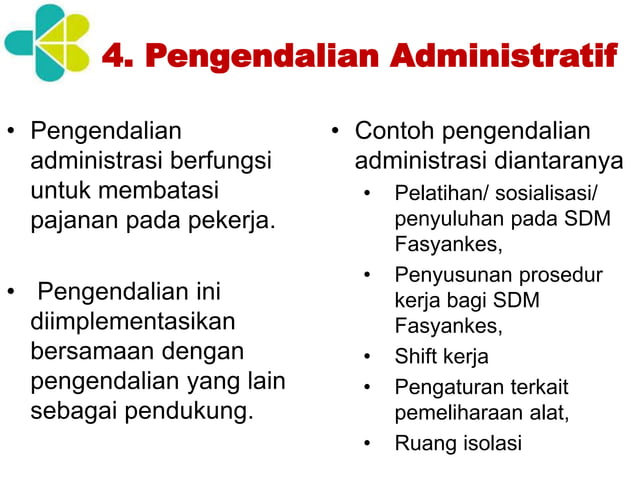 4. Pengendalian Administratif
• Pengendalian
administrasi berfungsi
untuk membatasi
pajanan pada pekerja.
• Pengendalian ini
diimplementasikan
bersamaan dengan
pengendalian yang lain
sebagai pendukung.
• Contoh pengendalian
administrasi diantaranya
• Pelatihan/ sosialisasi/
penyuluhan pada SDM
Fasyankes,
• Penyusunan prosedur
kerja bagi SDM
Fasyankes,
• Shift kerja
• Pengaturan terkait
pemeliharaan alat,
• Ruang isolasi